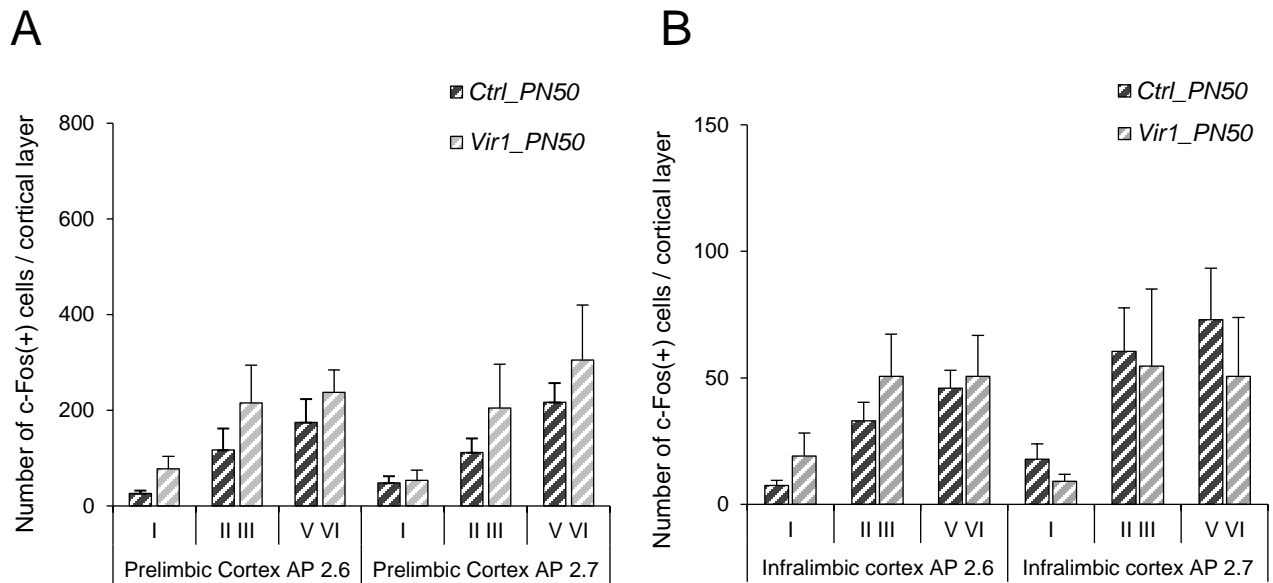 A
Number of c-Fos(+) cells / cortical layer
Ctrl_PN50
Vir1_PN50
800
600
400
200
0
I II III V VI I II III V VI
Prelimbic Cortex AP 2.6 Prelimbic Cortex AP 2.7
B
Number of c-Fos(+) cells / cortical layer
Ctrl_PN50
Vir1_PN50
150
100
50
0
I II III V VI I II III V VI
Infralimbic cortex AP 2.6 Infralimbic cortex AP 2.7